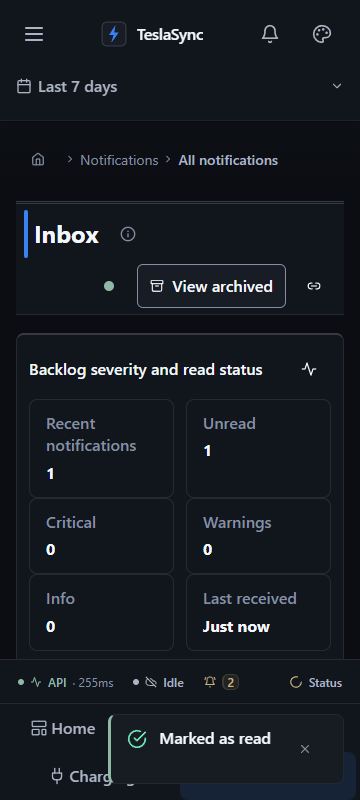 TeslaSync
Last 7 days
Notifications
All notifications
Inbox
View archived
Backlog severity and read status
Recent notifications
1
Unread
1
Critical
0
Warnings
0
Info
0
Last received
Just now
API · 255ms
Idle
2
Status
Home
Marked as read